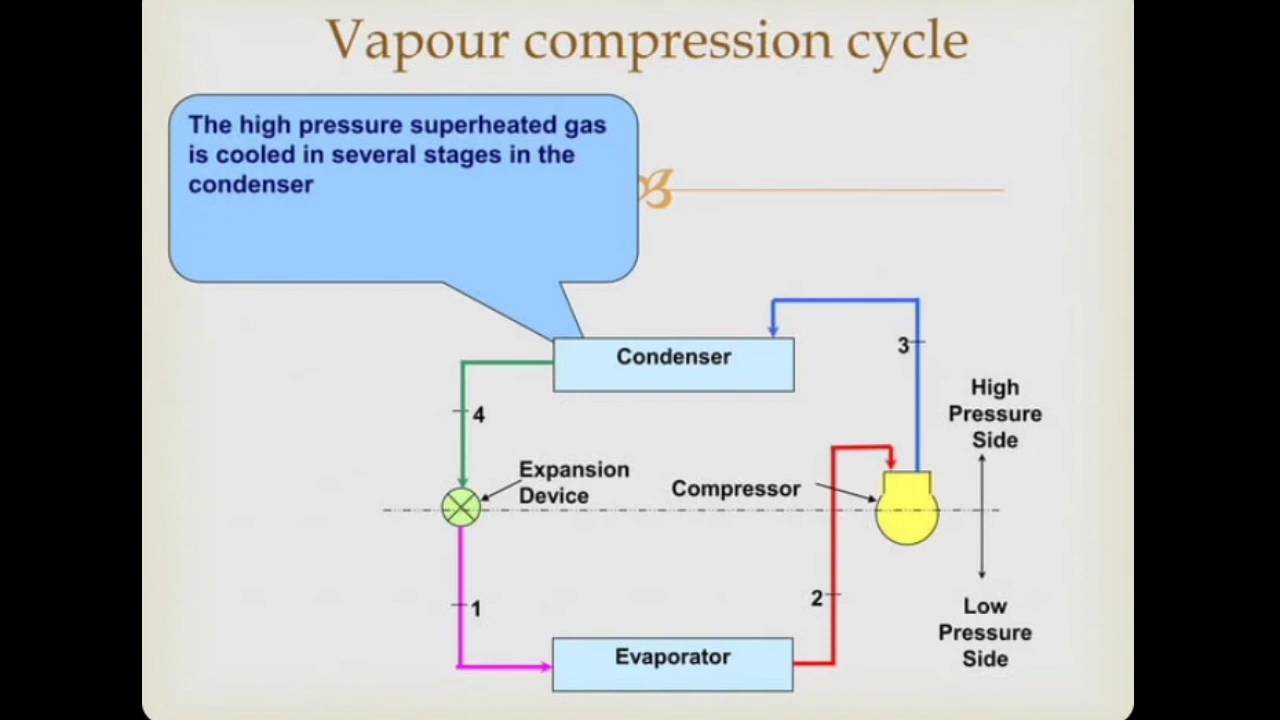 Vapour compression cycle
The high pressure superheated gas
is cooled in several stages in the
condenser
Condenser
3
High
Pressure
Side
4
Expansion
Device
Compressor
1
2
Low
Pressure
Side
Evaporator